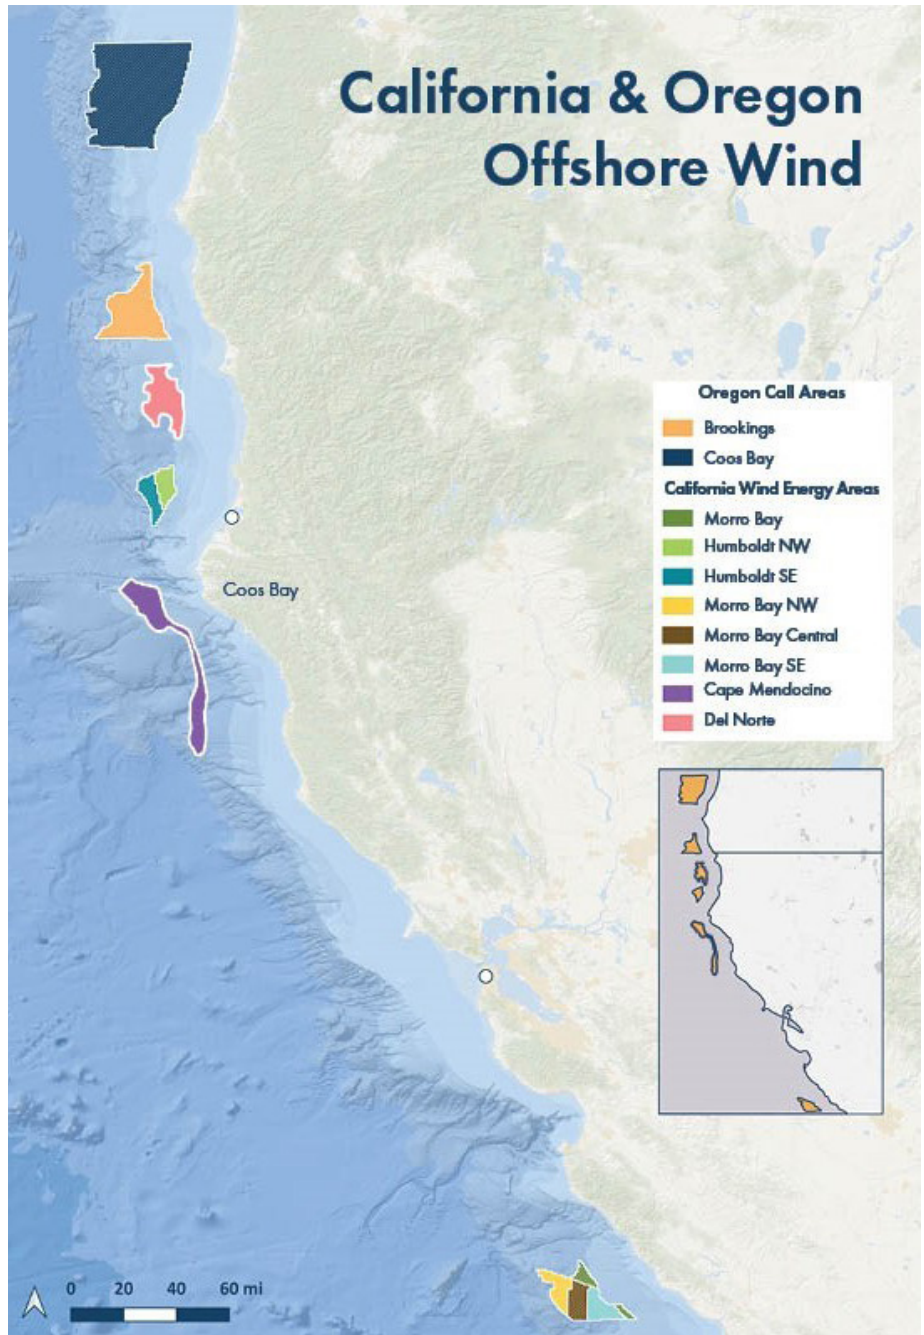 California & Oregon
Offshore Wind
Oregon Call Areas
Brookings
Coos Bay
California Wind Energy Areas
Morro Bay
Humboldt NW
Humboldt SE
Morro Bay NW
Morro Bay Central
Morro Bay SE
Cape Mendocino
Del Norte
Coos Bay
0 20 40 60 mi